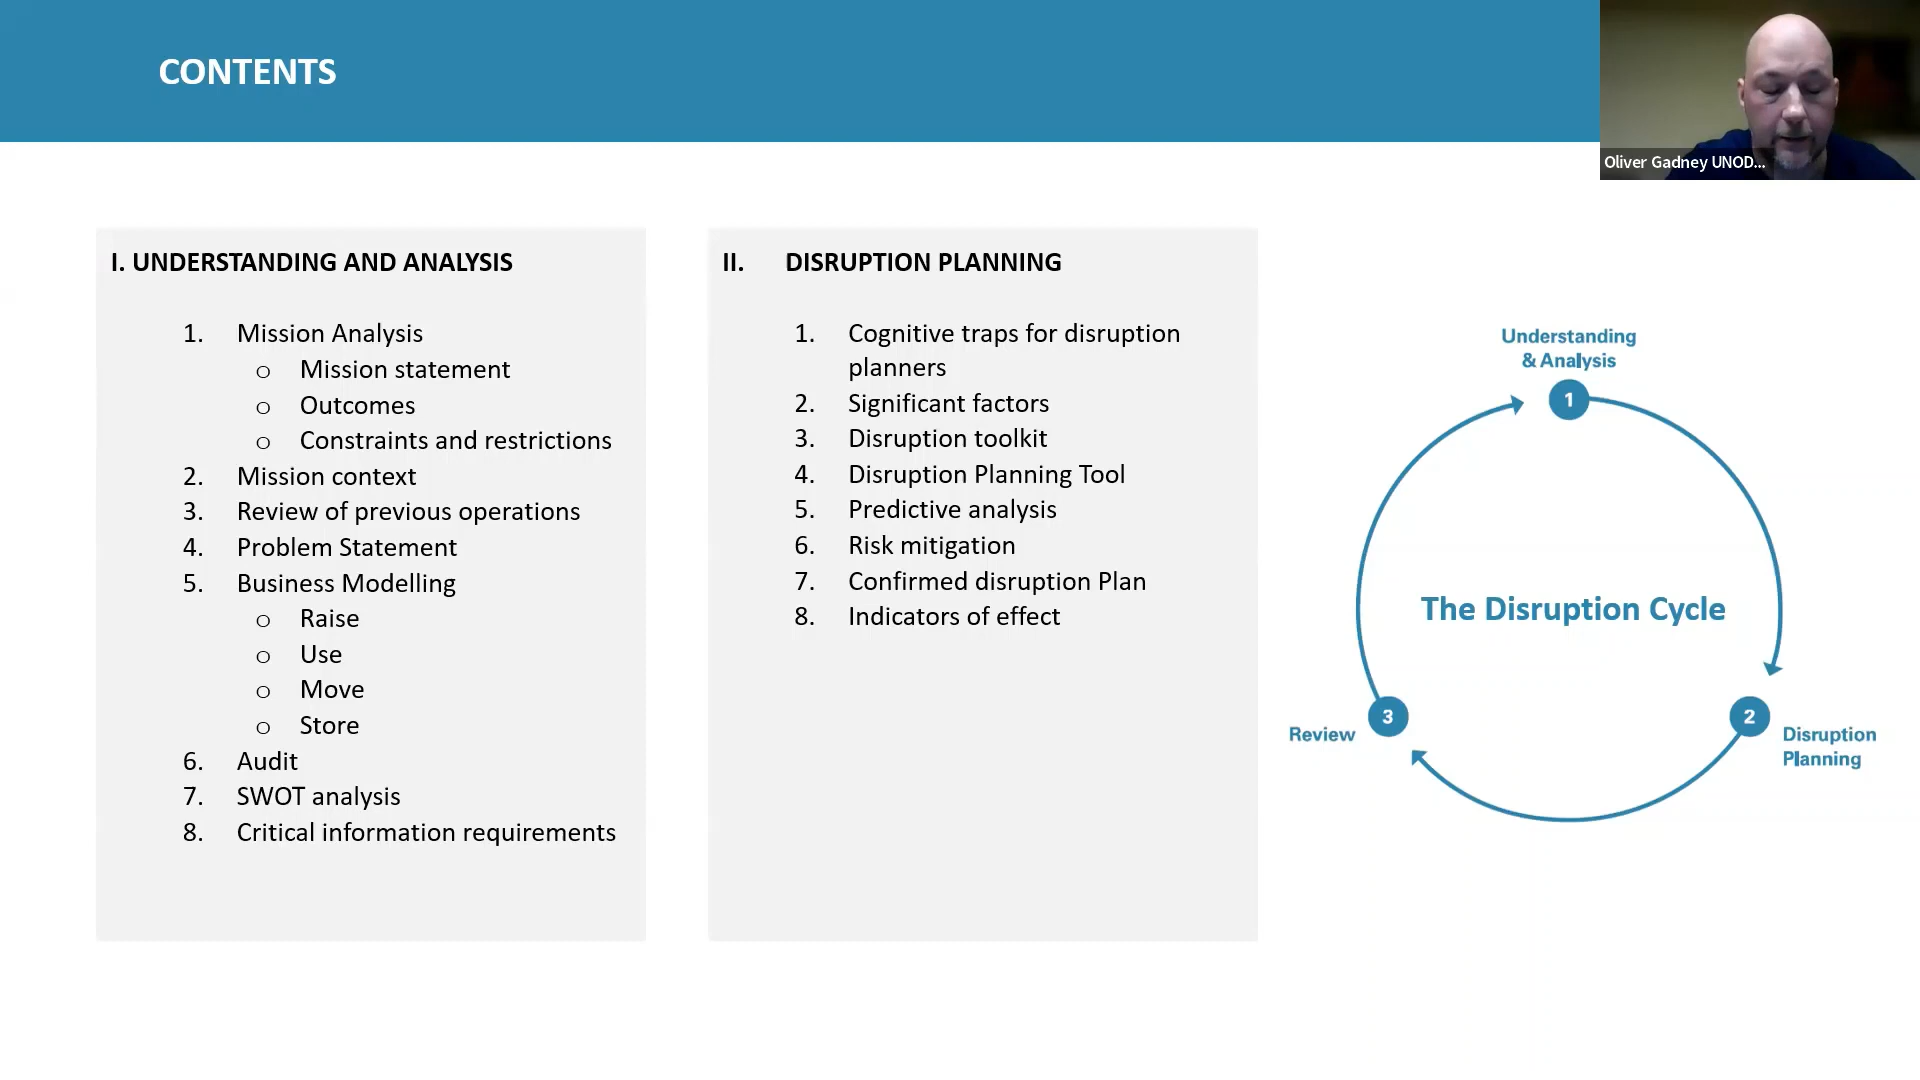 CONTENTS
Oliver Gadney UNOD...
I. UNDERSTANDING AND ANALYSIS
1. Mission Analysis
o Mission statement
o Outcomes
o Constraints and restrictions
2. Mission context
3. Review of previous operations
4. Problem Statement
5. Business Modelling
o Raise
o Use
o Move
o Store
6. Audit
7. SWOT analysis
8. Critical information requirements
II. DISRUPTION PLANNING
1. Cognitive traps for disruption
planners
2. Significant factors
3. Disruption toolkit
4. Disruption Planning Tool
5. Predictive analysis
6. Risk mitigation
7. Confirmed disruption Plan
8. Indicators of effect
Understanding
& Analysis
1
The Disruption Cycle
3
Review
2
Disruption
Planning